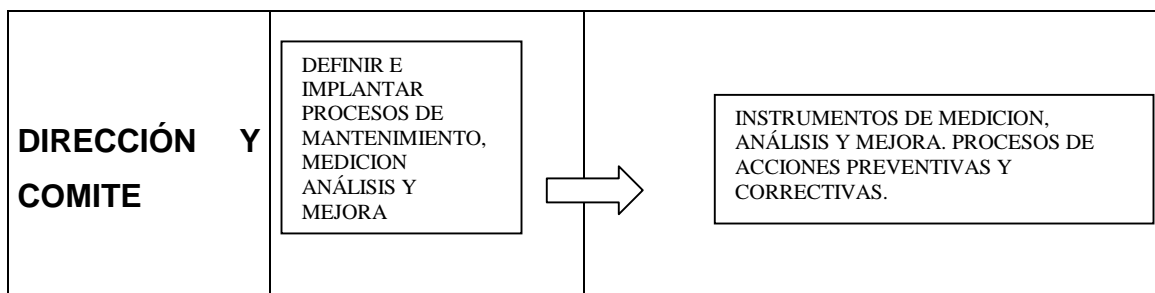 DIRECCIÓN Y
COMITE
DEFINIR E
IMPLANTAR
PROCESOS DE
MANTENIMIENTO,
MEDICION
ANÁLISIS Y
MEJORA
INSTRUMENTOS DE MEDICION,
ANÁLISIS Y MEJORA. PROCESOS DE
ACCIONES PREVENTIVAS Y
CORRECTIVAS.